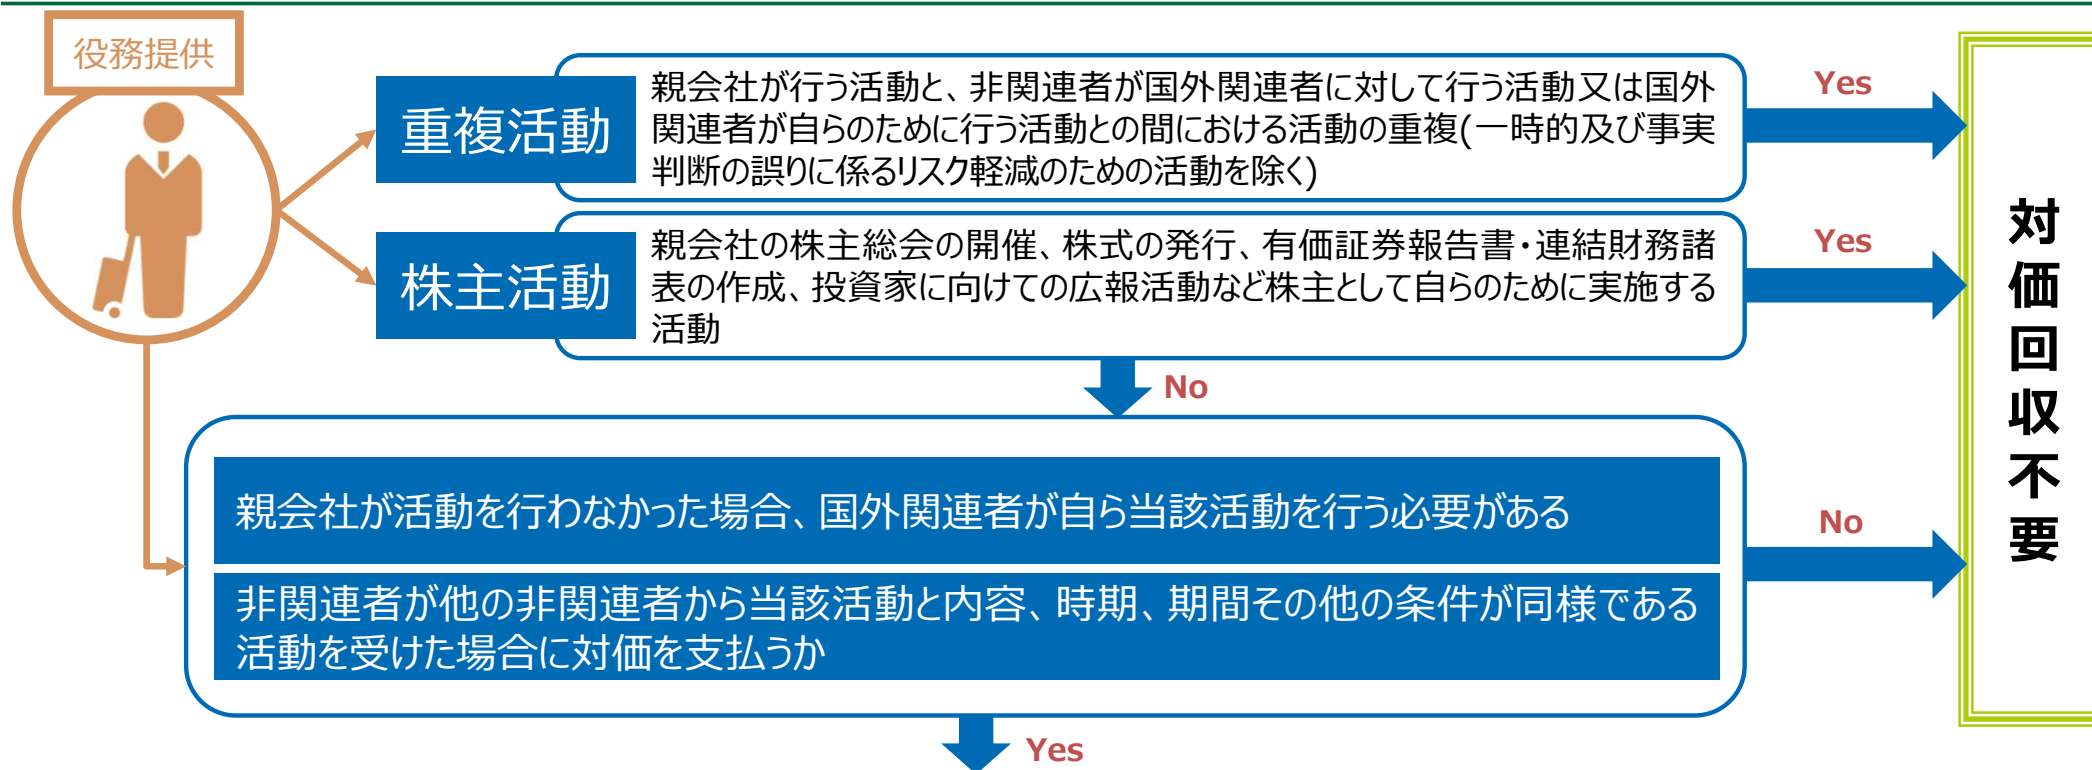 役務提供
重複活動
親会社が行う活動と、非関連者が国外関連者に対して行う活動又は国外
関連者が自らのために行う活動との間における活動の重複(一時的及び事実
判断の誤りに係るリスク軽減のための活動を除く)
Yes
株主活動
親会社の株主総会の開催、株式の発行、有価証券報告書・連結財務諸
表の作成、投資家に向けての広報活動など株主として自らのために実施する
活動
Yes
No
親会社が活動を行わなかった場合、国外関連者が自ら当該活動を行う必要がある
非関連者が他の非関連者から当該活動と内容、時期、期間その他の条件が同様である
活動を受けた場合に対価を支払うか
No
Yes
対価回収不要